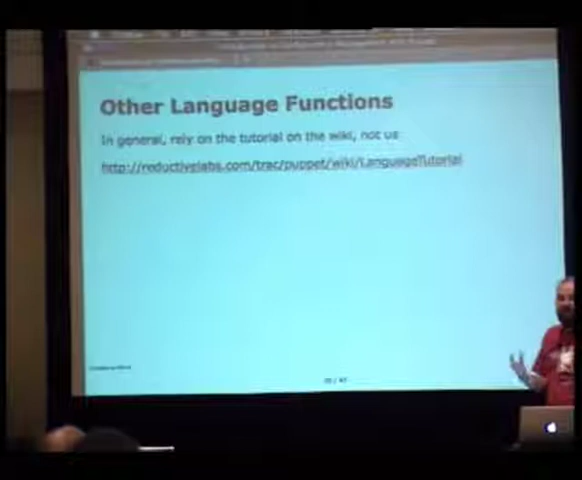 Other Language Functions
In general, rely on the tutorial on the wiki, not us
http://reductivelabs.com/trac/puppet/wiki/LanguageTutorial